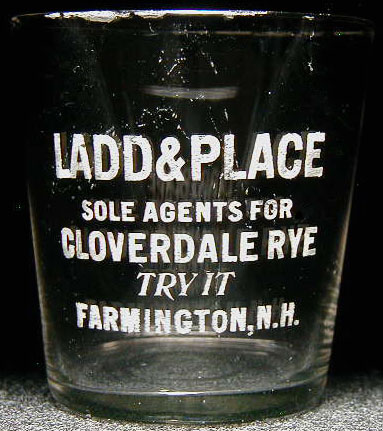 LADD&PLACE
SOLE AGENTS FOR
CLOVERDALE RYE
TRY IT
FARMINGTON, N.H.